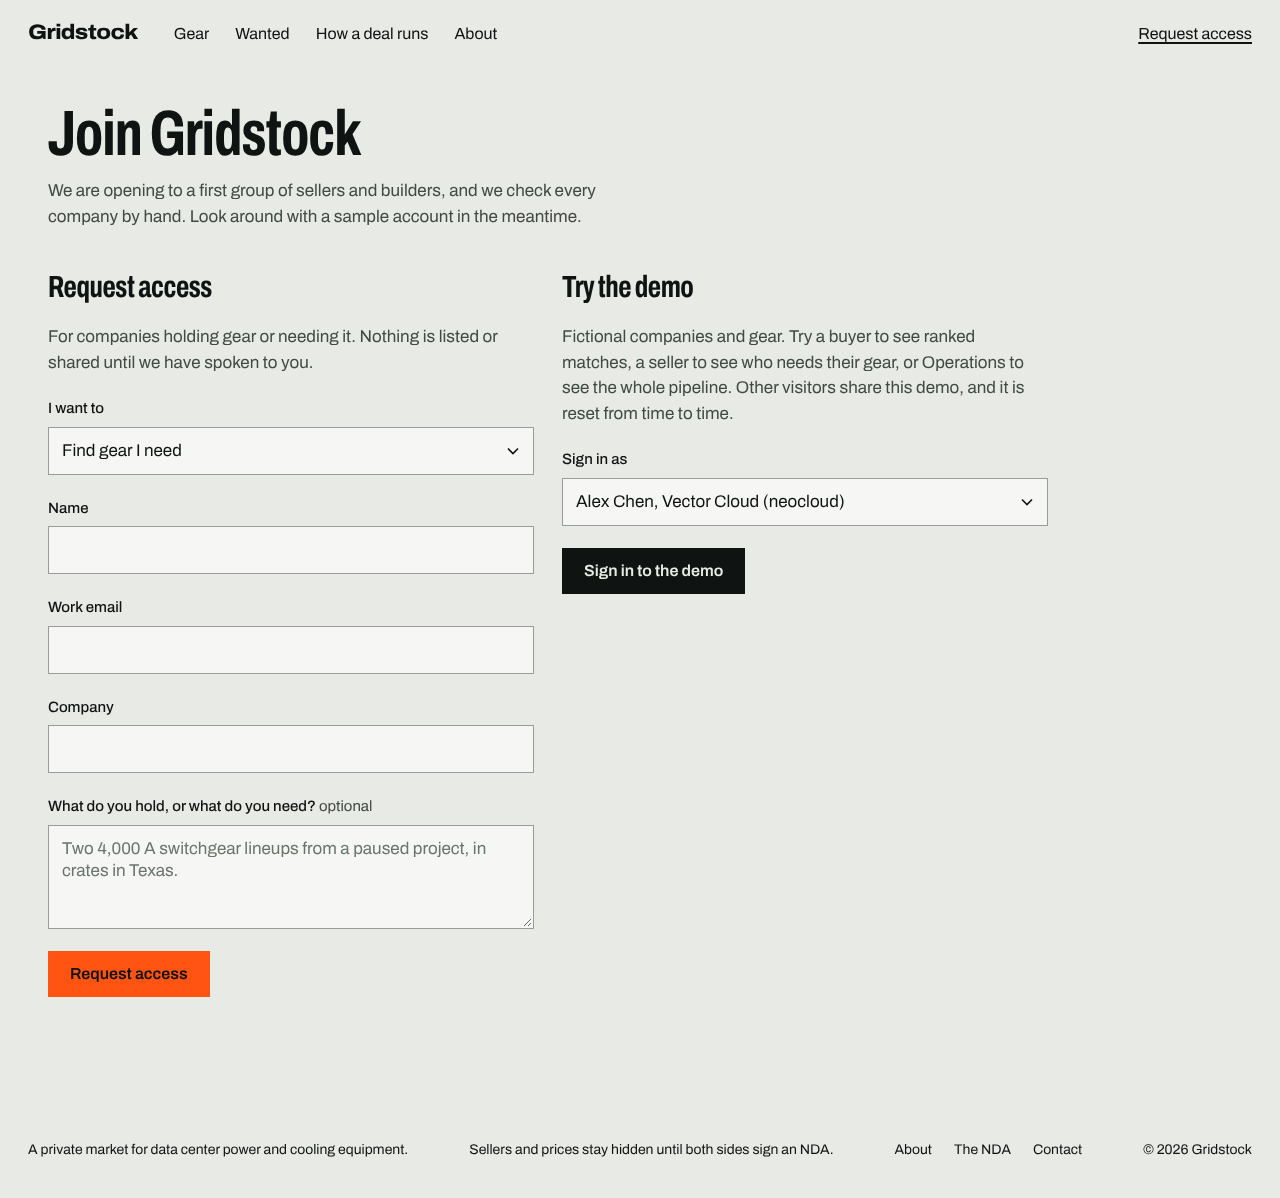 Gridstock
Gear
Wanted
How a deal runs
About
Request access
Join Gridstock
We are opening to a first group of sellers and builders, and we check every
company by hand. Look around with a sample account in the meantime.
Request access
For companies holding gear or needing it. Nothing is listed or
shared until we have spoken to you.
I want to
Find gear I need
Name
Work email
Company
What do you hold, or what do you need? optional
Two 4,000 A switchgear lineups from a paused project, in
crates in Texas.
Request access
Try the demo
Fictional companies and gear. Try a buyer to see ranked
matches, a seller to see who needs their gear, or Operations to
see the whole pipeline. Other visitors share this demo, and it is
reset from time to time.
Sign in as
Alex Chen, Vector Cloud (neocloud)
Sign in to the demo
A private market for data center power and cooling equipment.
Sellers and prices stay hidden until both sides sign an NDA.
About
The NDA
Contact
© 2026 Gridstock